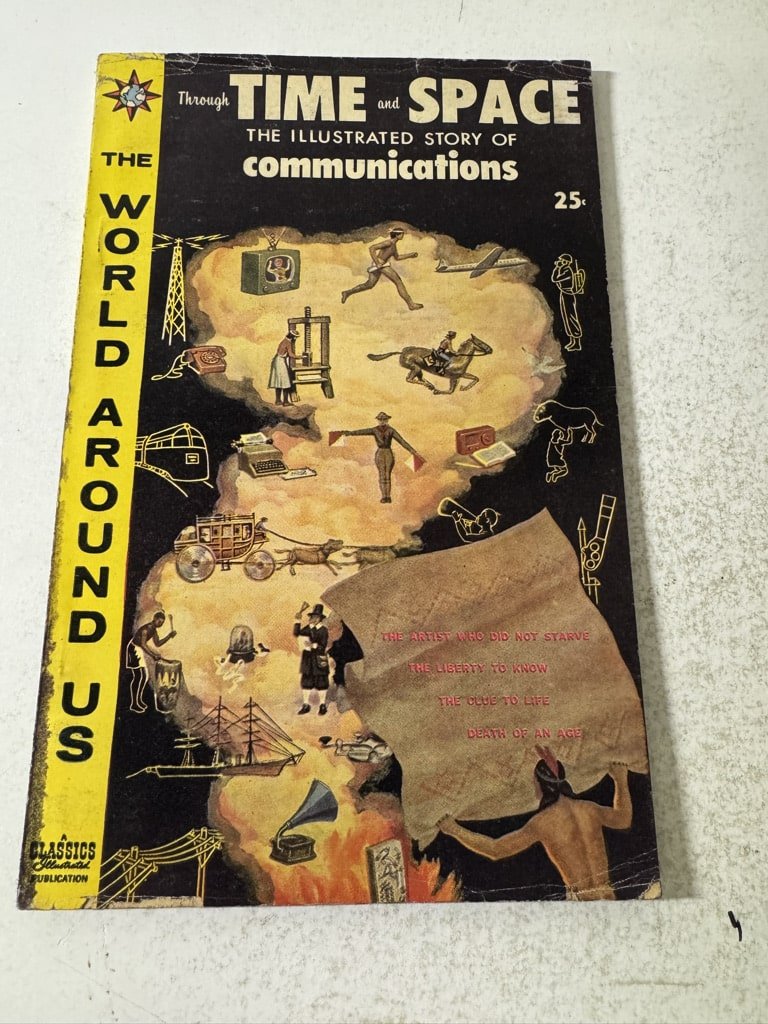 Through TIME and SPACE
THE ILLUSTRATED STORY OF
communications
25¢
THE WORLD AROUND US
THE ARTIST WHO DID NOT STARVE
THE LIBERTY TO KNOW
THE CLUE TO LIFE
DEATH OF AN AGE
A
CLASSICS
Illustrated
PUBLICATION